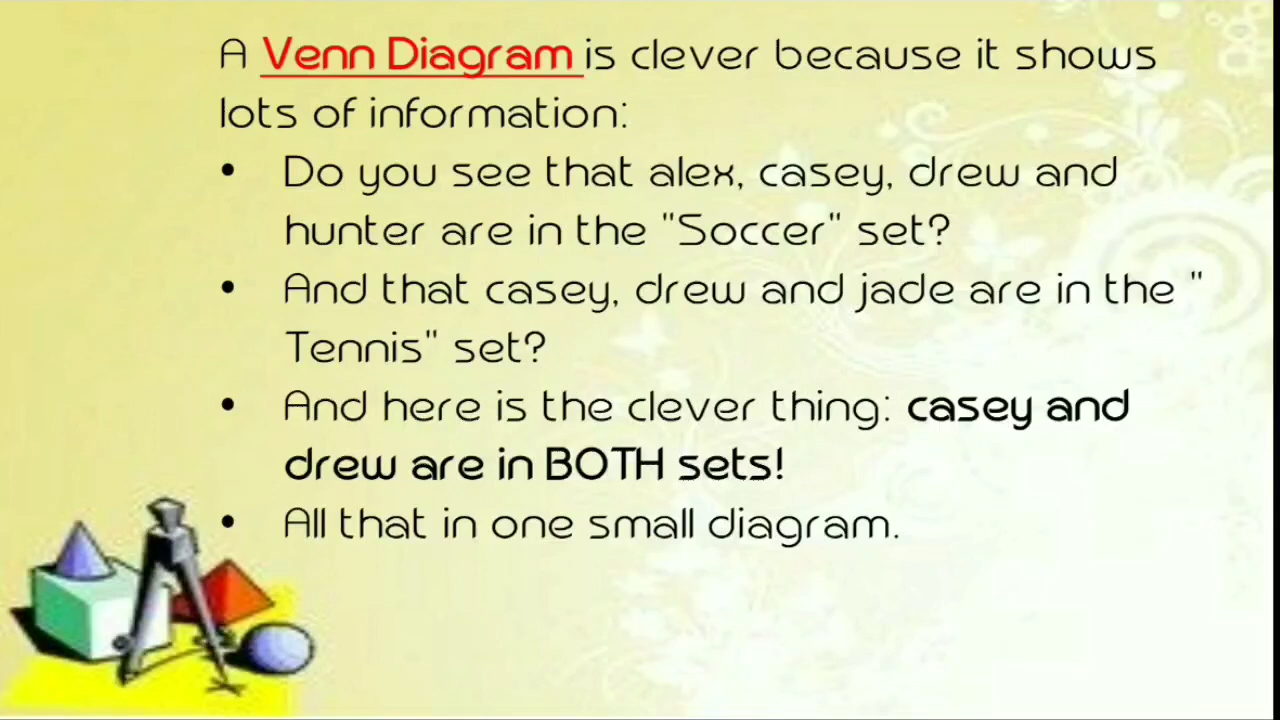 A Venn Diagram is clever because it shows
lots of information:
• Do you see that alex, casey, drew and
hunter are in the "Soccer" set?
• And that casey, drew and jade are in the "
Tennis" set?
• And here is the clever thing: casey and
drew are in BOTH sets!
• All that in one small diagram.